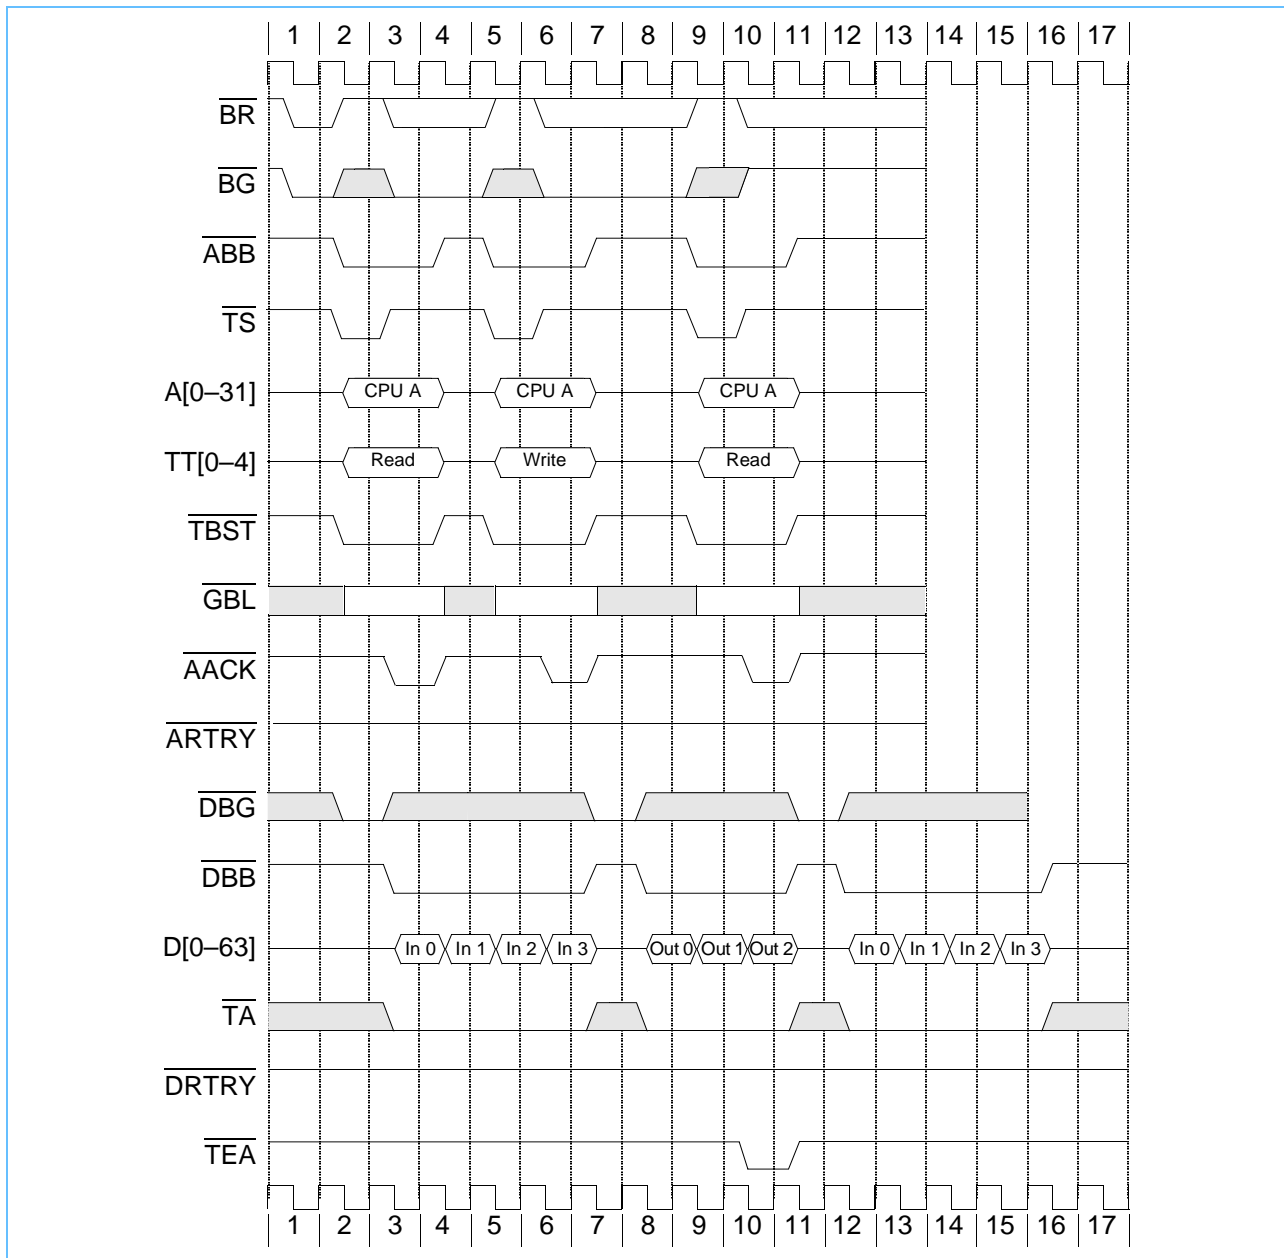 1 2 3 4 5 6 7 8 9 10 11 12 13 14 15 16 17
BR
BG
ABB
TS
A[0–31] CPU A CPU A CPU A
TT[0–4] Read Write Read
TBST
GBL
AACK
ARTRY
DBG
DBB
D[0–63] In 0 In 1 In 2 In 3 Out 0 Out 1 Out 2 In 0 In 1 In 2 In 3
TA
DRTRY
TEA
1 2 3 4 5 6 7 8 9 10 11 12 13 14 15 16 17